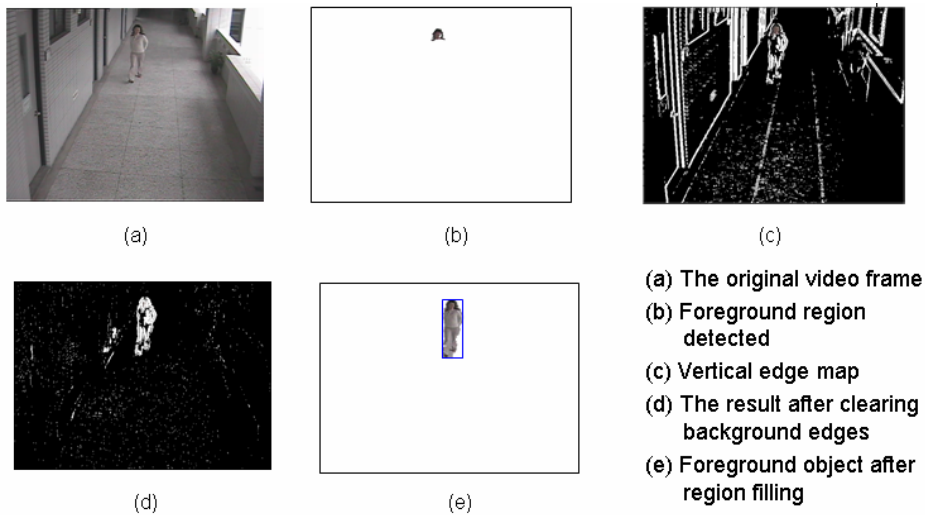 (a)
(b)
(c)
(d)
(e)
(a) The original video frame
(b) Foreground region
detected
(c) Vertical edge map
(d) The result after clearing
background edges
(e) Foreground object after
region filling